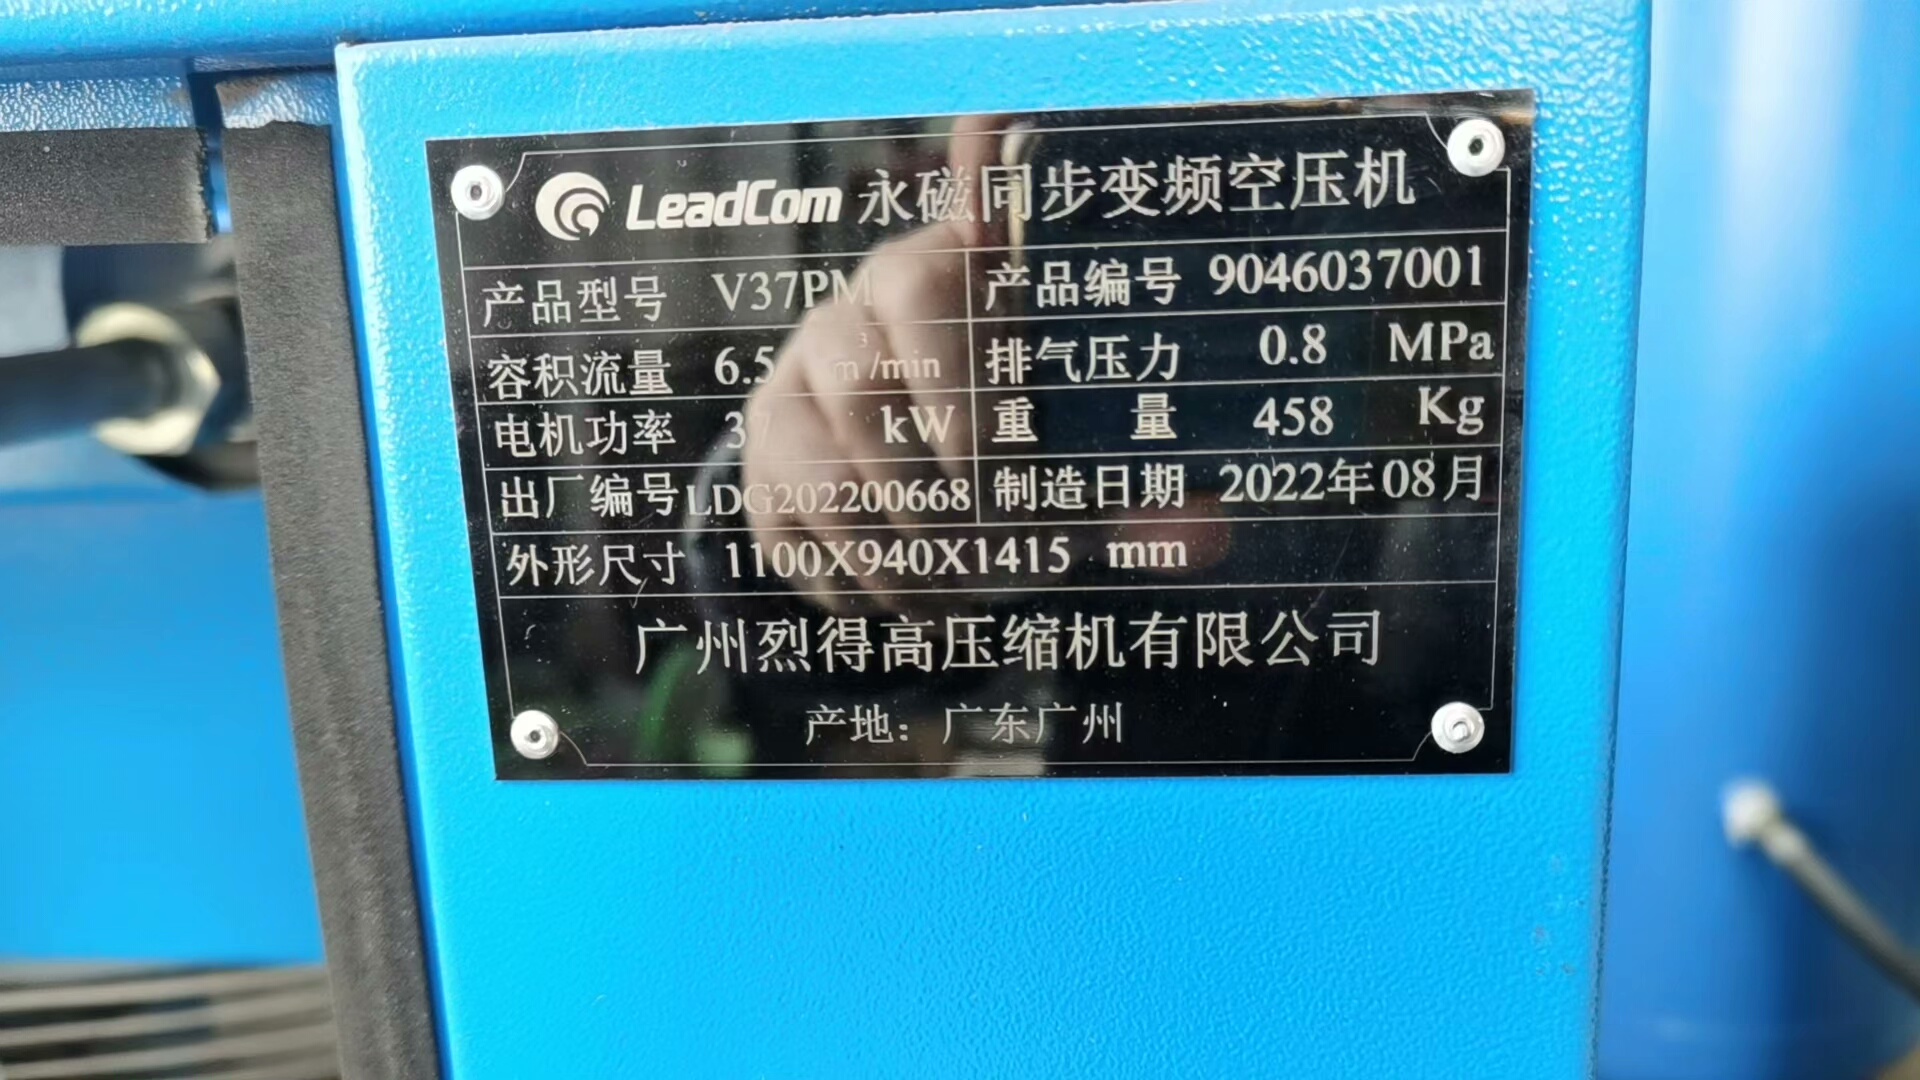 LeadCom 永磁同步变频空压机
产品型号 V37PM 产品编号 9046037001
容积流量 6.5 m³/min 排气压力 0.8 MPa
电机功率 37 kW 重量 458 Kg
出厂编号 LDG202200668 制造日期 2022年08月
外形尺寸 1100X940X1415 mm
广州烈得高压缩机有限公司
产地：广东广州